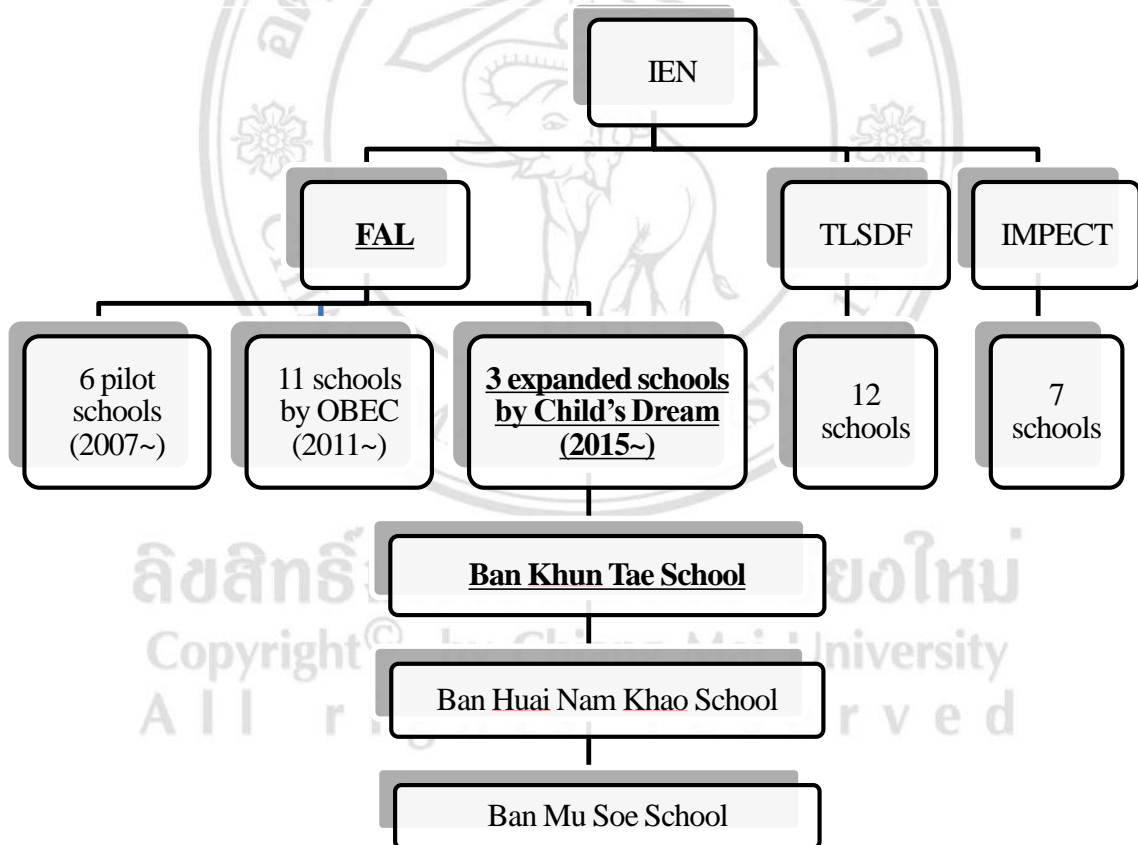 IEN
FAL
TLSDF
IMPECT
6 pilot
schools
(2007~)
11 schools
by OBEC
(2011~)
3 expanded schools
by Child's Dream
(2015~)
12
schools
7
schools
Ban Khun Tae School
ลิขสิทธิ์ ยงใหม่
Ban Huai Nam Khao School
Copyright© by Chiang Mai University
All r r v e d
Ban Mu Soe School